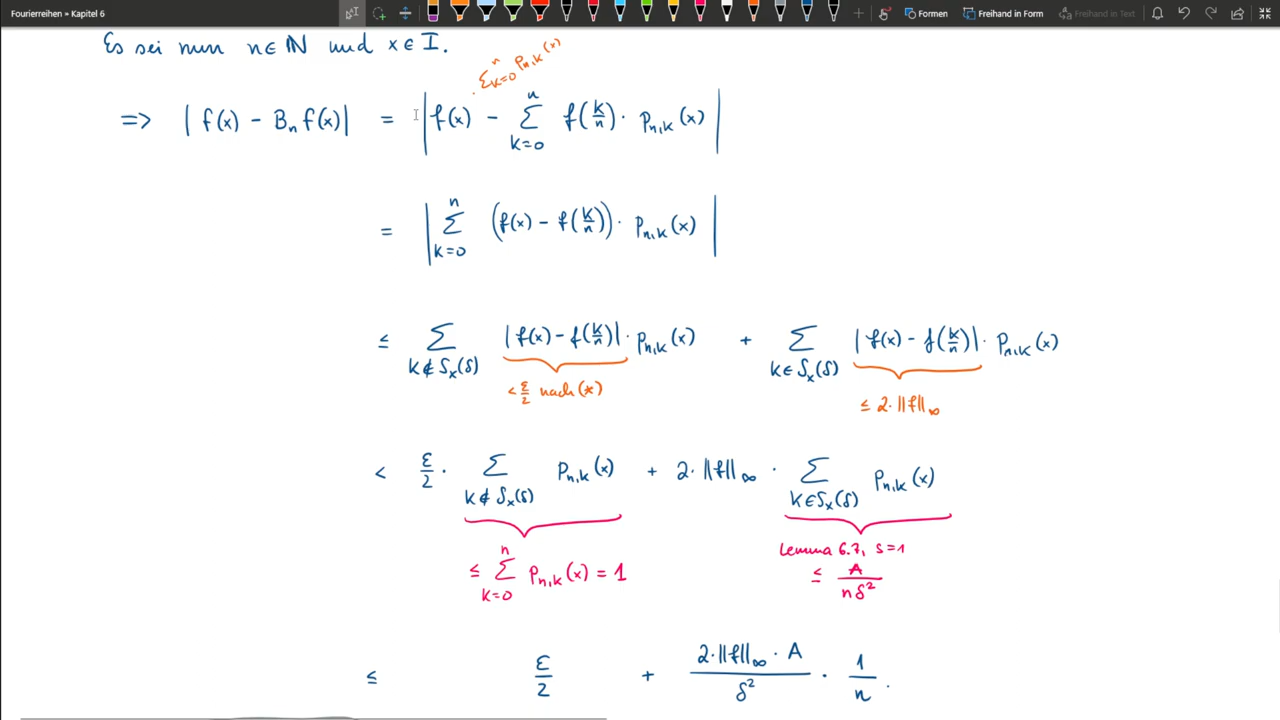 Fourierreihen » Kapitel 6
Formen Freihand in Form Freihand in Text
Es sei nun n∈ℕ und x∈I.
· Σ_{k=0}^{n} p_{n,k}(x)
=> | f(x) - B_n f(x)| = | f(x) - Σ_{k=0}^{n} f(k/n) · p_{n,k}(x) |
= | Σ_{k=0}^{n} (f(x) - f(k/n)) · p_{n,k}(x) |
≤ Σ_{k∉S_x(δ)} |f(x) - f(k/n)| · p_{n,k}(x) + Σ_{k∈S_x(δ)} |f(x) - f(k/n)| · p_{n,k}(x)
< ε/2 nach (*) ≤ 2·||f||_∞
< ε/2 · Σ_{k∉S_x(δ)} p_{n,k}(x) + 2·||f||_∞ · Σ_{k∈S_x(δ)} p_{n,k}(x)
Lemma 6.7, s=1
≤ Σ_{k=0}^{n} p_{n,k}(x) = 1 ≤ A/(nδ²)
≤ ε/2 + (2·||f||_∞ · A)/δ² · 1/n .